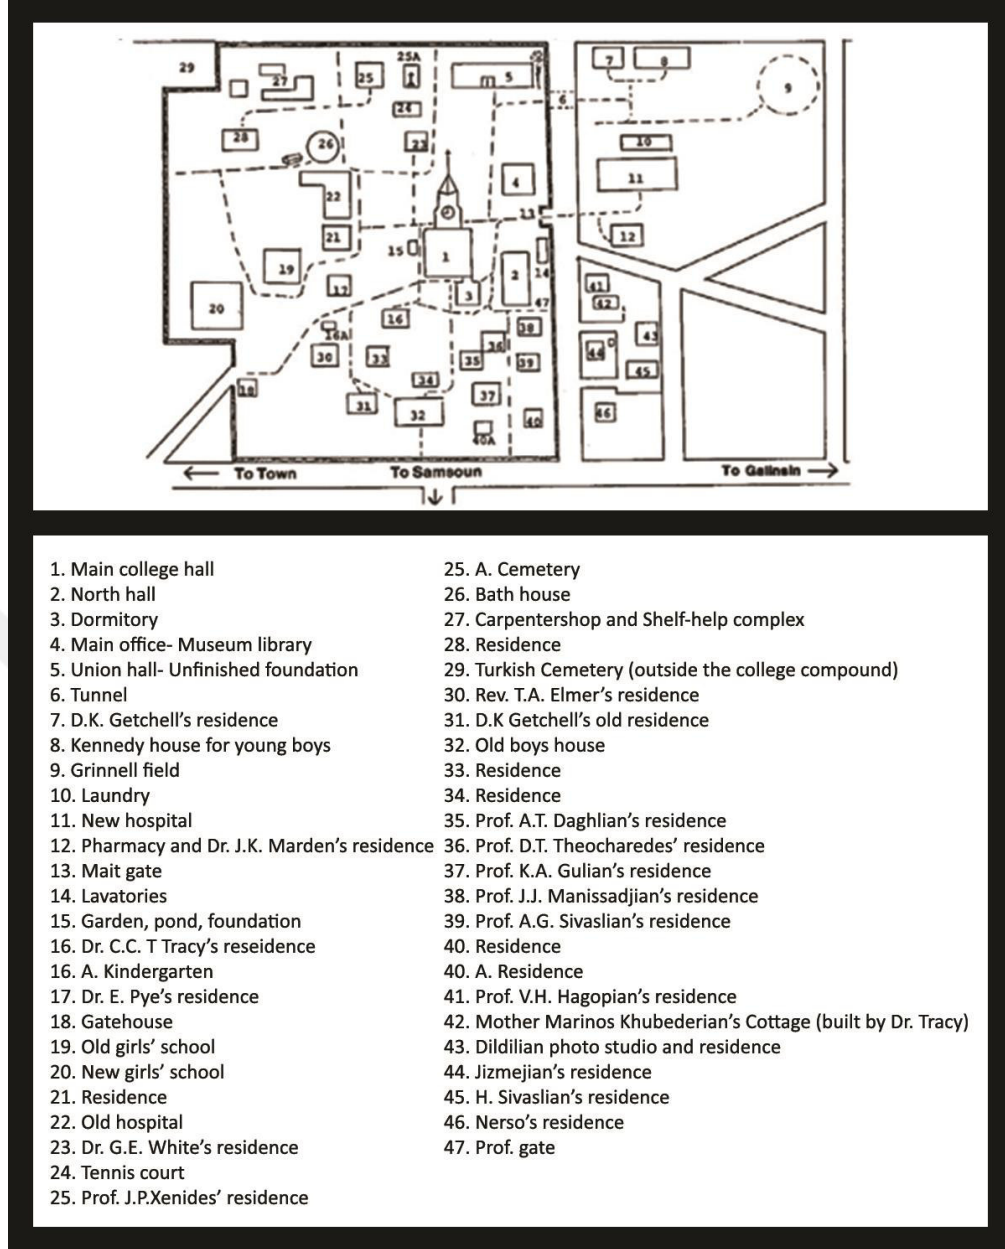 29
27
25
25A
5
7
8
9
28
24
6
26
23
10
22
4
11
13
21
15
1
12
19
2
14
17
3
47
41
20
16
42
16A
38
43
30
33
35
36
39
44
45
18
34
37
31
32
40
46
40A
To Town
To Samsoun
To Galinsin
1. Main college hall
2. North hall
3. Dormitory
4. Main office- Museum library
5. Union hall- Unfinished foundation
6. Tunnel
7. D.K. Getchell’s residence
8. Kennedy house for young boys
9. Grinnell field
10. Laundry
11. New hospital
12. Pharmacy and Dr. J.K. Marden’s residence
13. Mait gate
14. Lavatories
15. Garden, pond, foundation
16. Dr. C.C. T Tracy’s reseidence
16. A. Kindergarten
17. Dr. E. Pye’s residence
18. Gatehouse
19. Old girls’ school
20. New girls’ school
21. Residence
22. Old hospital
23. Dr. G.E. White’s residence
24. Tennis court
25. Prof. J.P.Xenides’ residence
25. A. Cemetery
26. Bath house
27. Carpentershop and Shelf-help complex
28. Residence
29. Turkish Cemetery (outside the college compound)
30. Rev. T.A. Elmer’s residence
31. D.K Getchell’s old residence
32. Old boys house
33. Residence
34. Residence
35. Prof. A.T. Daghlian’s residence
36. Prof. D.T. Theocharedes’ residence
37. Prof. K.A. Gulian’s residence
38. Prof. J.J. Manissadjian’s residence
39. Prof. A.G. Sivaslian’s residence
40. Residence
40. A. Residence
41. Prof. V.H. Hagopian’s residence
42. Mother Marinos Khubederian’s Cottage (built by Dr. Tracy)
43. Dildilian photo studio and residence
44. Jizmejian’s residence
45. H. Sivaslian’s residence
46. Nerso’s residence
47. Prof. gate